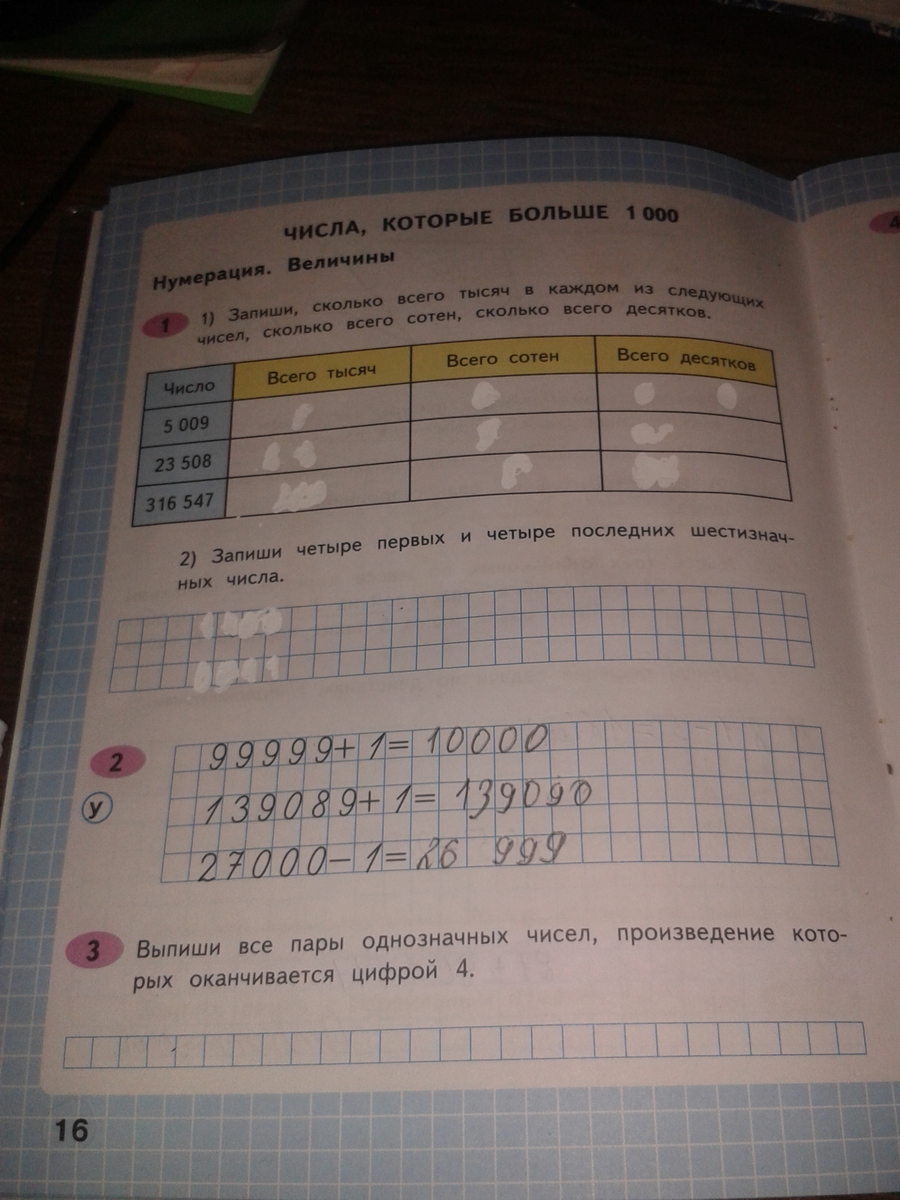 ЧИСЛА, КОТОРЫЕ БОЛЬШЕ 1 000
Нумерация. Величины
1 1) Запиши, сколько всего тысяч в каждом из следующих
чисел, сколько всего сотен, сколько всего десятков.
Число Всего тысяч Всего сотен Всего десятков
5 009
23 508
316 547
2) Запиши четыре первых и четыре последних шестизнач-
ных числа.
2 99999+1=10000
У 139089+1=139090
27000-1=26 999
3 Выпиши все пары однозначных чисел, произведение кото-
рых оканчивается цифрой 4.
16